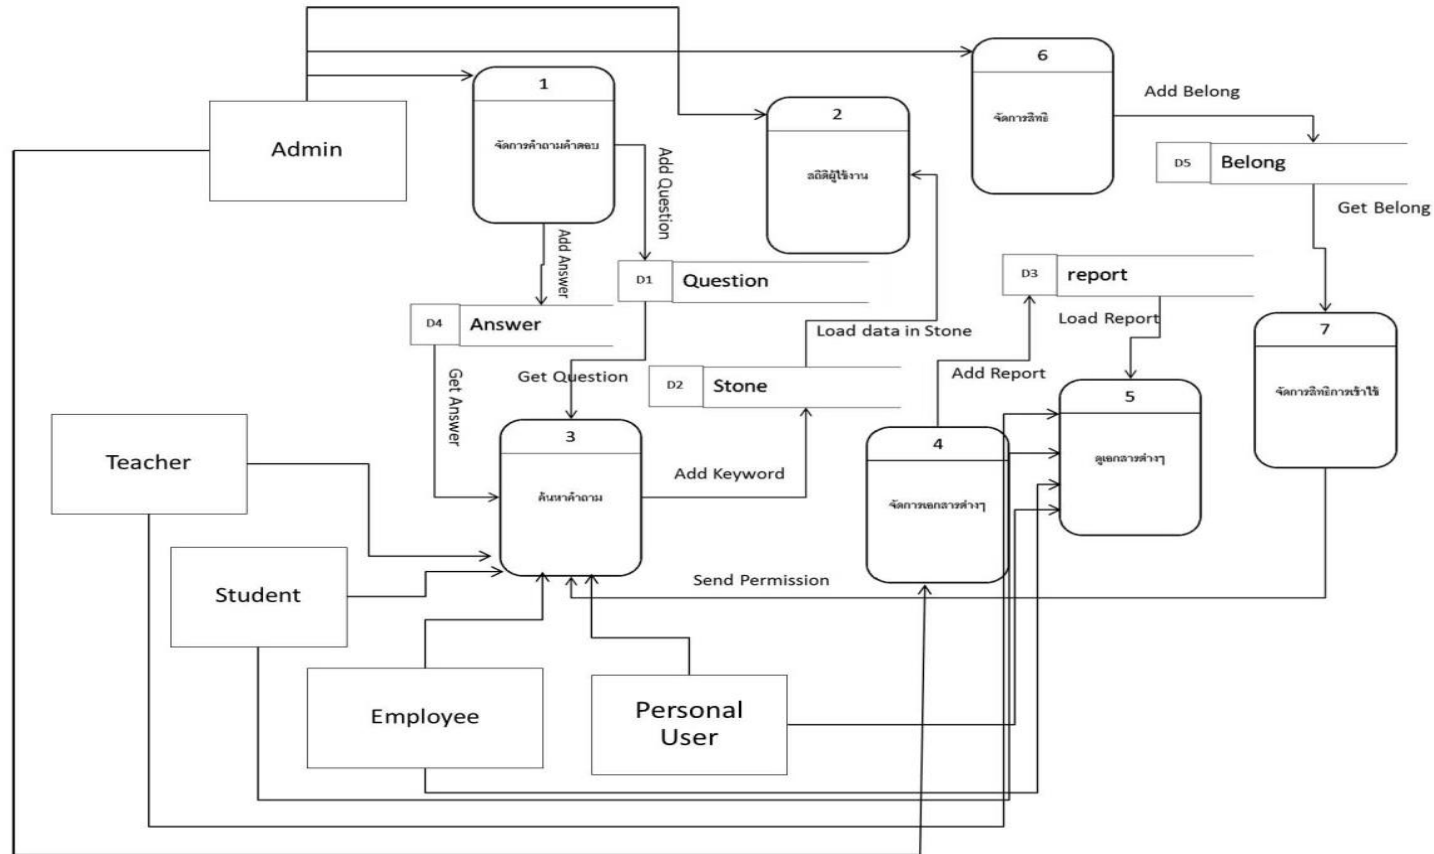 6
1
Add Belong
2
จัดการสิทธิ
Admin
จัดการคำถามคำตอบ
Add Question
D5
Belong
สถิติผู้ใช้งาน
Get Belong
Add Answer
D1
Question
D3
report
D4
Answer
Load data in Stone
Load Report
7
Get Answer
Get Question
D2
Stone
Add Report
จัดการสิทธิการเข้าใช้
5
3
4
Teacher
ดูเอกสารต่างๆ
Add Keyword
ค้นหาคำถาม
จัดการเอกสารต่างๆ
Send Permission
Student
Employee
Personal
User